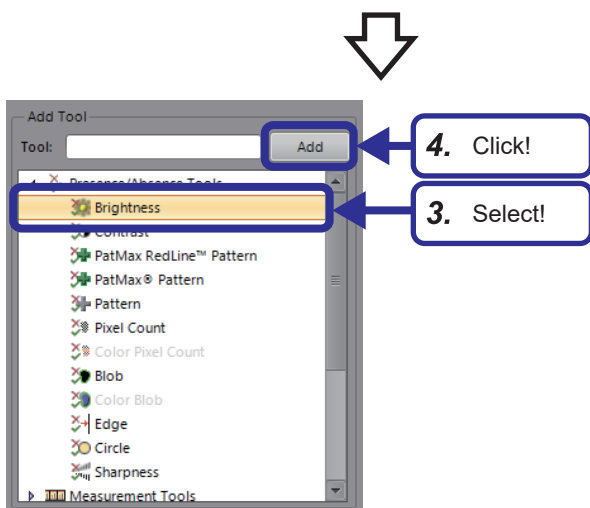 Add Tool
Tool:
Add
4. Click!
Presence/Absence Tools
Brightness
3. Select!
Contrast
PatMax RedLine™ Pattern
PatMax® Pattern
Pattern
Pixel Count
Color Pixel Count
Blob
Color Blob
Edge
Circle
Sharpness
Measurement Tools